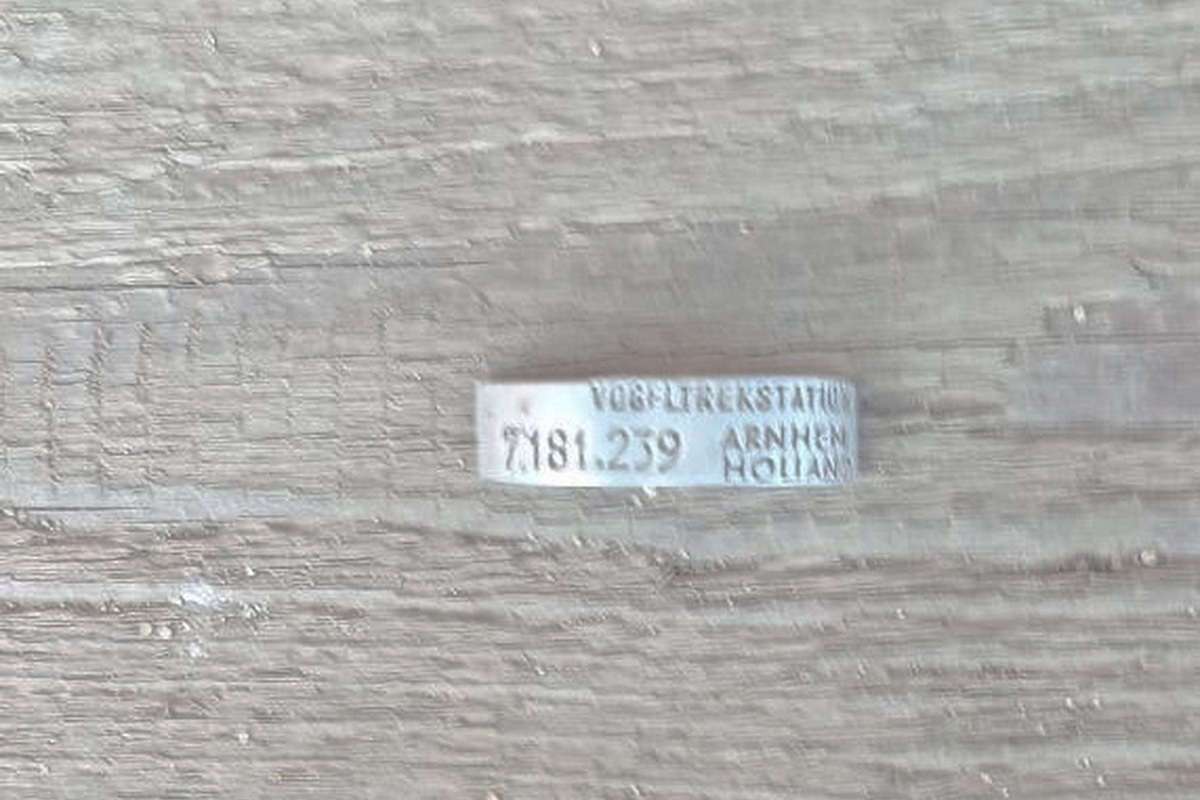 VOGELTREKSTATION
7.181.239 ARNHEM
HOLLAND